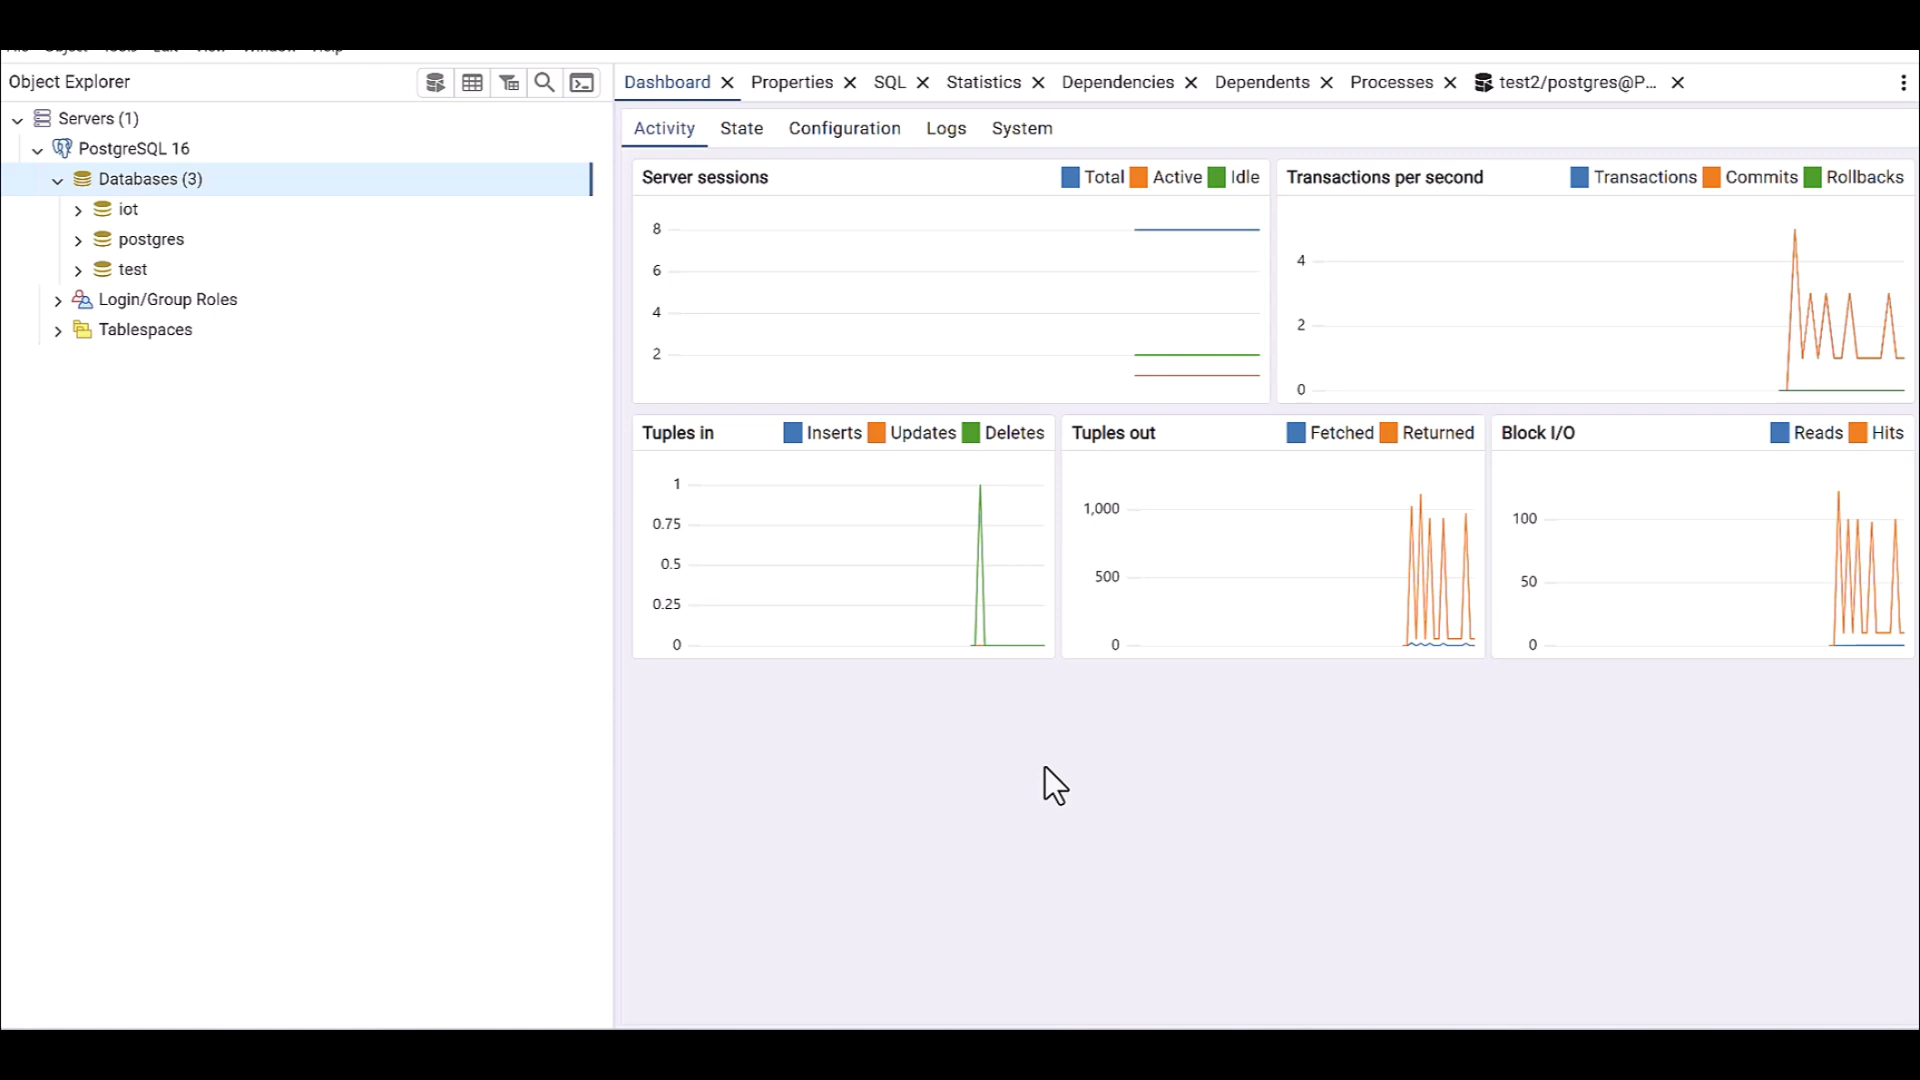 Object Explorer
Dashboard Properties SQL Statistics Dependencies Dependents Processes test2/postgres@P...
Servers (1)
PostgreSQL 16
Databases (3)
iot
postgres
test
Login/Group Roles
Tablespaces
Activity State Configuration Logs System
Server sessions Total Active Idle
8
6
4
2
Transactions per second Transactions Commits Rollbacks
4
2
0
Tuples in Inserts Updates Deletes
1
0.75
0.5
0.25
0
Tuples out Fetched Returned
1,000
500
0
Block I/O Reads Hits
100
50
0